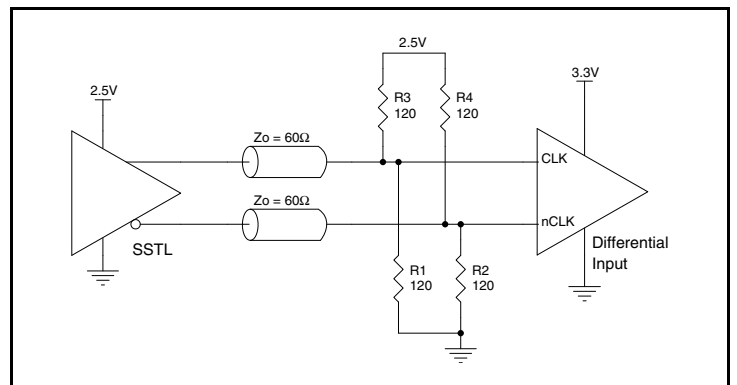 2.5V
3.3V
2.5V
R3
120
R4
120
Zo = 60Ω
CLK
Zo = 60Ω
nCLK
SSTL
Differential
Input
R1
120
R2
120